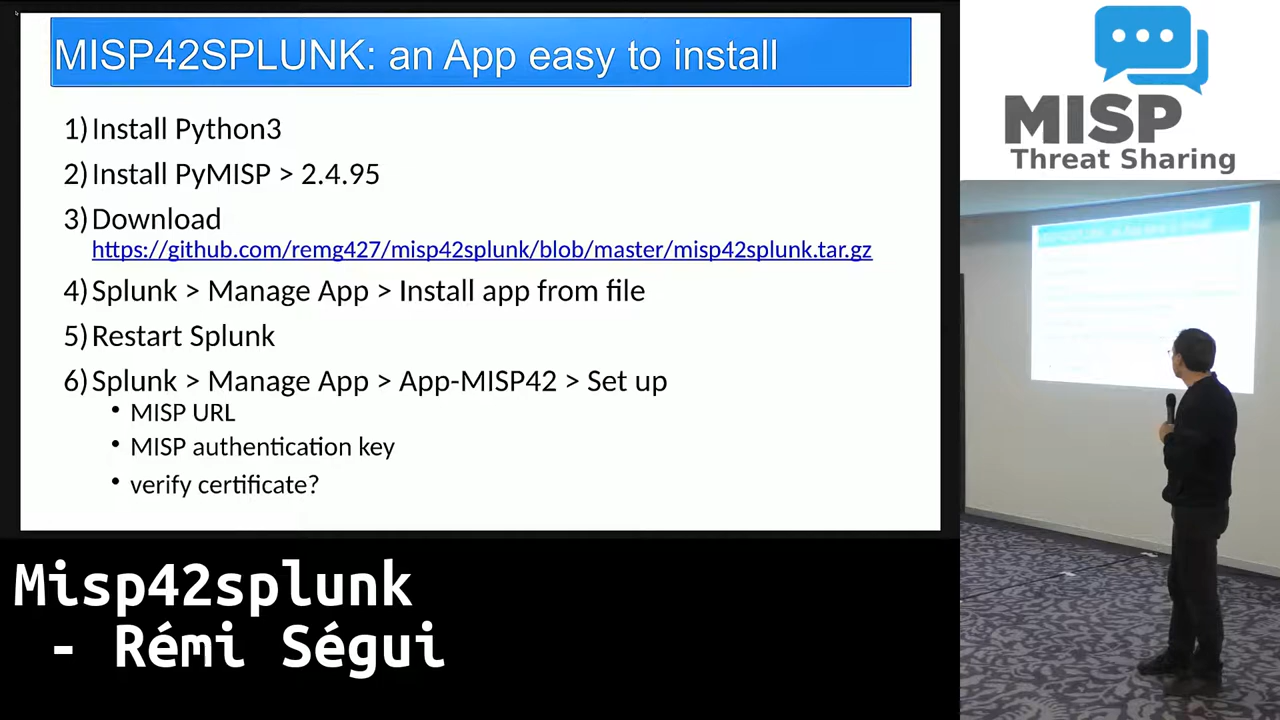 MISP42SPLUNK: an App easy to install
1) Install Python3
2) Install PyMISP > 2.4.95
3) Download
https://github.com/remg427/misp42splunk/blob/master/misp42splunk.tar.gz
4) Splunk > Manage App > Install app from file
5) Restart Splunk
6) Splunk > Manage App > App-MISP42 > Set up
• MISP URL
• MISP authentication key
• verify certificate?
MISP
Threat Sharing
Misp42splunk
- Rémi Ségui